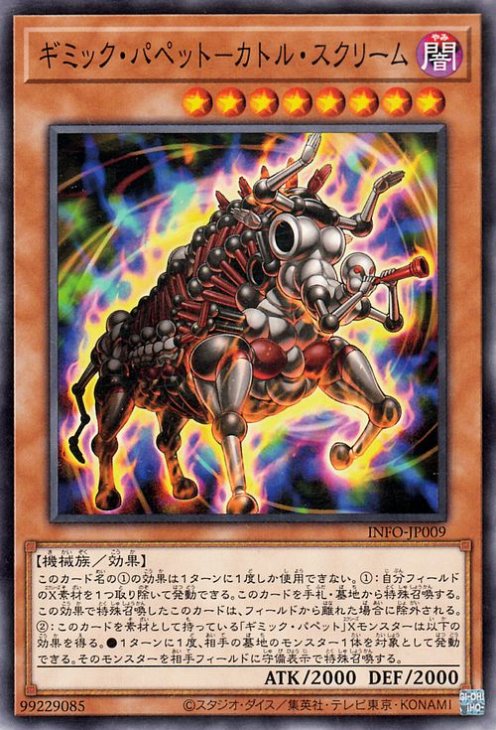 ギミック・パペットーカトル・スクリーム
闇
INFO-JP009
【機械族/効果】
このカード名の①の効果は1ターンに1度しか使用できない。①:自分フィールド
のX素材を1つ取り除いて発動できる。このカードを手札・墓地から特殊召喚する。
この効果で特殊召喚したこのカードは、フィールドから離れた場合に除外される。
②:このカードを素材として持っている「ギミック・パペット」Xモンスターは以下の
効果を得る。●1ターンに1度、相手の墓地のモンスター1体を対象として発動
できる。そのモンスターを相手フィールドに守備表示で特殊召喚する。
ATK/2000 DEF/2000
99229085
©スタジオ・ダイス/集英社・テレビ東京・KONAMI